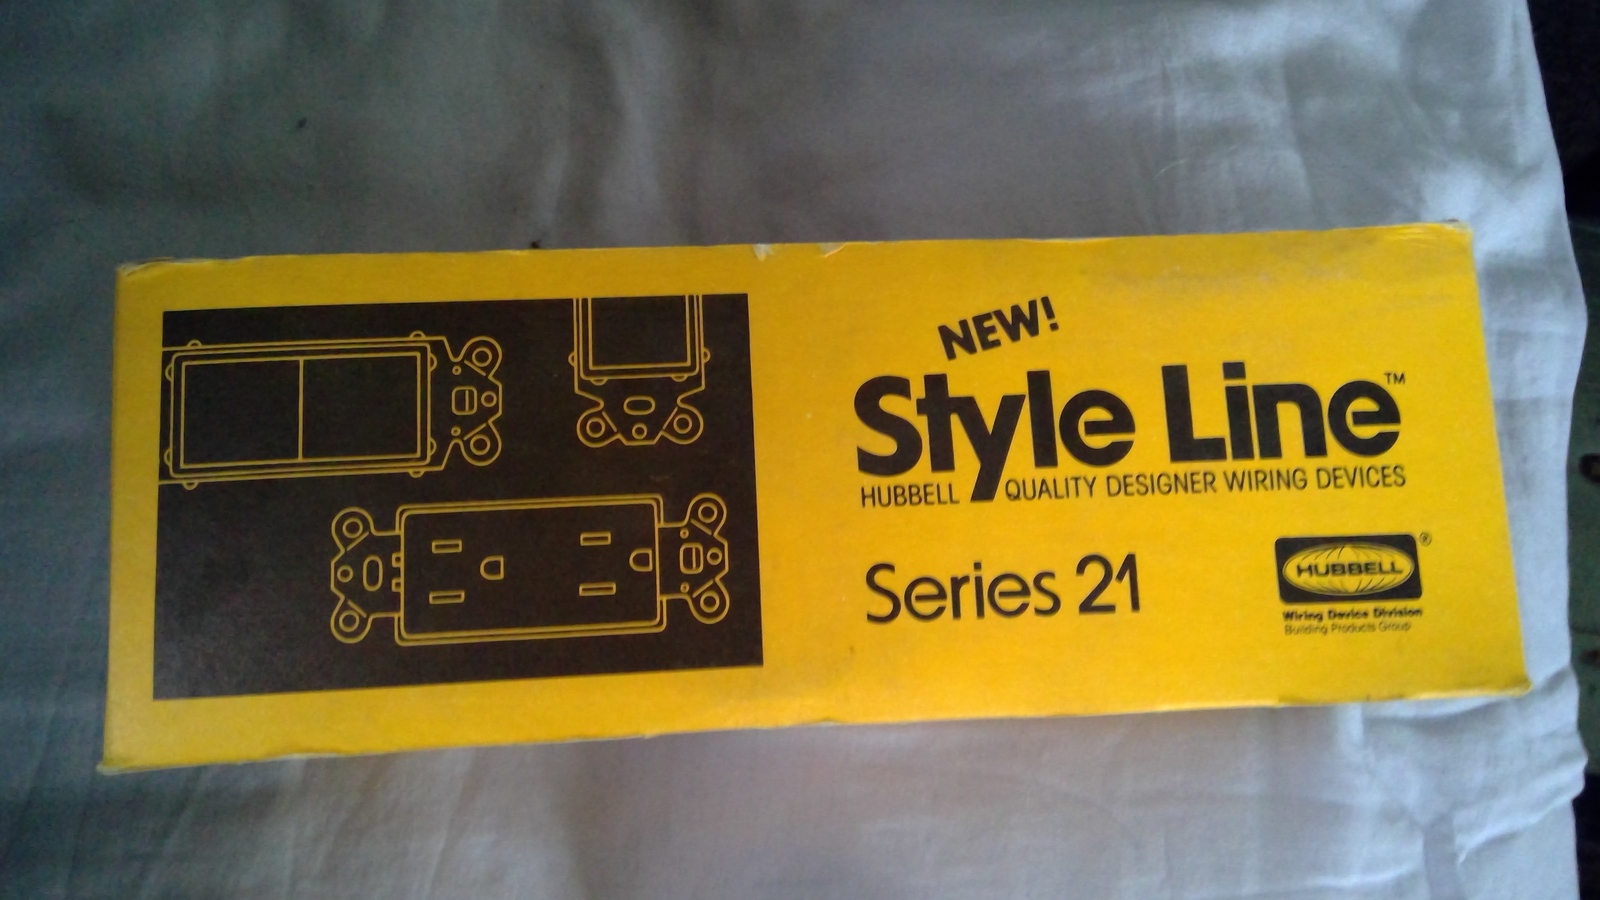 NEW!
Style Line™
HUBBELL QUALITY DESIGNER WIRING DEVICES
Series 21
HUBBELL®
Wiring Device Division
Building Products Group